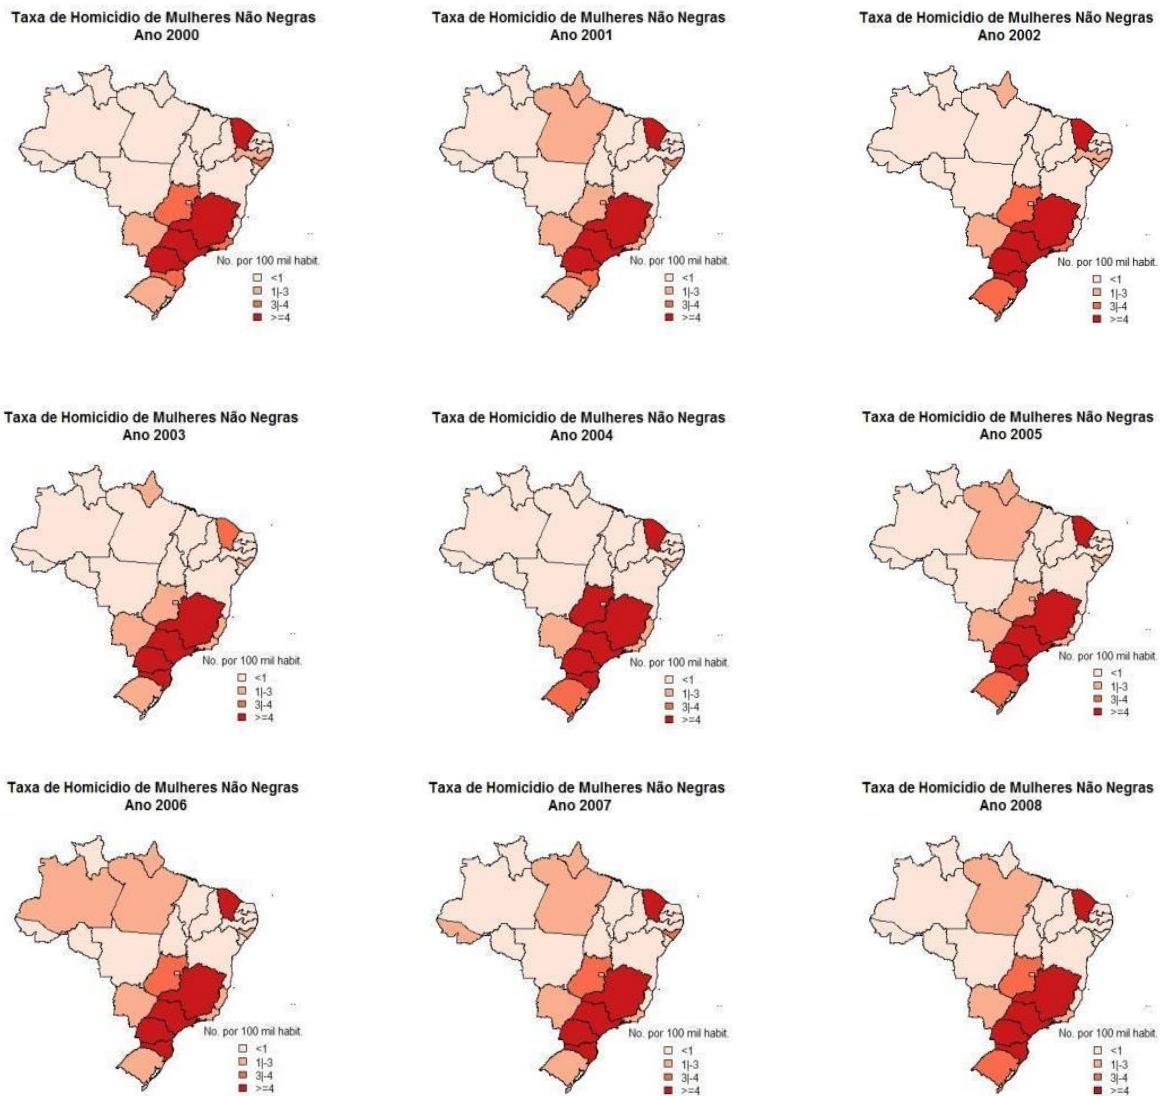 Taxa de Homicídio de Mulheres Não Negras
Ano 2000
No. por 100 mil habit.
<1
1|-3
3|-4
>=4
Taxa de Homicídio de Mulheres Não Negras
Ano 2001
No. por 100 mil habit.
<1
1|-3
3|-4
>=4
Taxa de Homicídio de Mulheres Não Negras
Ano 2002
No. por 100 mil habit.
<1
1|-3
3|-4
>=4
Taxa de Homicídio de Mulheres Não Negras
Ano 2003
No. por 100 mil habit.
<1
1|-3
3|-4
>=4
Taxa de Homicídio de Mulheres Não Negras
Ano 2004
No. por 100 mil habit.
<1
1|-3
3|-4
>=4
Taxa de Homicídio de Mulheres Não Negras
Ano 2005
No. por 100 mil habit.
<1
1|-3
3|-4
>=4
Taxa de Homicídio de Mulheres Não Negras
Ano 2006
No. por 100 mil habit.
<1
1|-3
3|-4
>=4
Taxa de Homicídio de Mulheres Não Negras
Ano 2007
No. por 100 mil habit.
<1
1|-3
3|-4
>=4
Taxa de Homicídio de Mulheres Não Negras
Ano 2008
No. por 100 mil habit.
<1
1|-3
3|-4
>=4